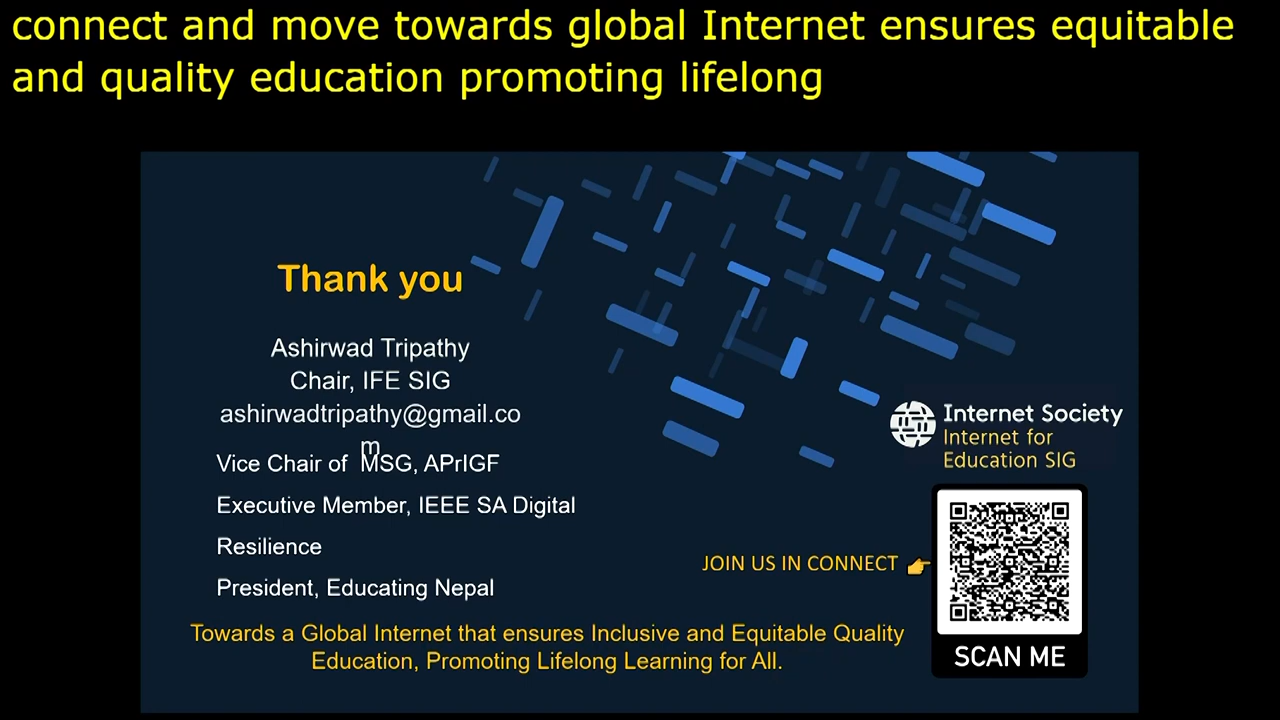 connect and move towards global Internet ensures equitable
and quality education promoting lifelong
Thank you
Ashirwad Tripathy
Chair, IFE SIG
ashirwadtripathy@gmail.co
m
Vice Chair of MSG, APrIGF
Executive Member, IEEE SA Digital
Resilience
President, Educating Nepal
Internet Society
Internet for
Education SIG
JOIN US IN CONNECT 👉
SCAN ME
Towards a Global Internet that ensures Inclusive and Equitable Quality
Education, Promoting Lifelong Learning for All.